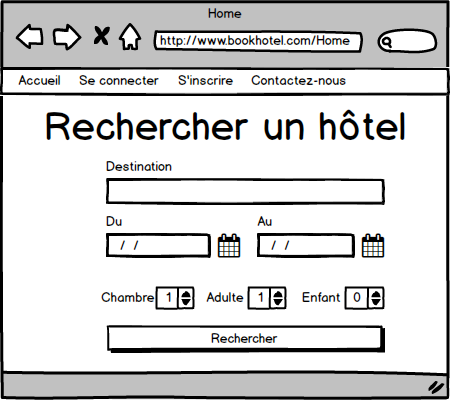 Home
http://www.bookhotel.com/Home
Accueil Se connecter S'inscrire Contactez-nous
Rechercher un hôtel
Destination
Du Au
/ / / /
Chambre 1 Adulte 1 Enfant 0
Rechercher